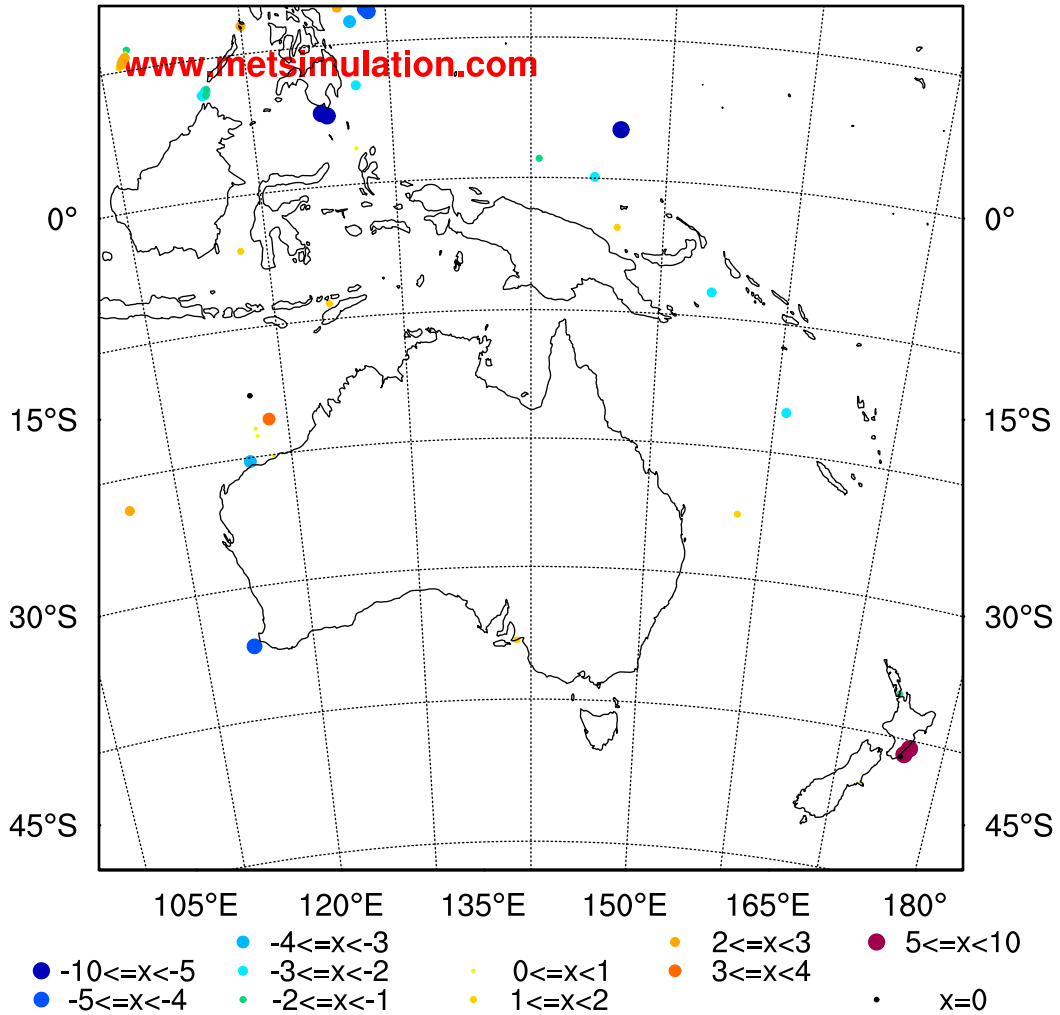 www.metsimulation.com
0° 0°
15°S 15°S
30°S 30°S
45°S 45°S
105°E 120°E 135°E 150°E 165°E 180°
-4<=x<-3 2<=x<3 5<=x<10
-10<=x<-5 -3<=x<-2 0<=x<1 3<=x<4
-5<=x<-4 -2<=x<-1 1<=x<2 x=0